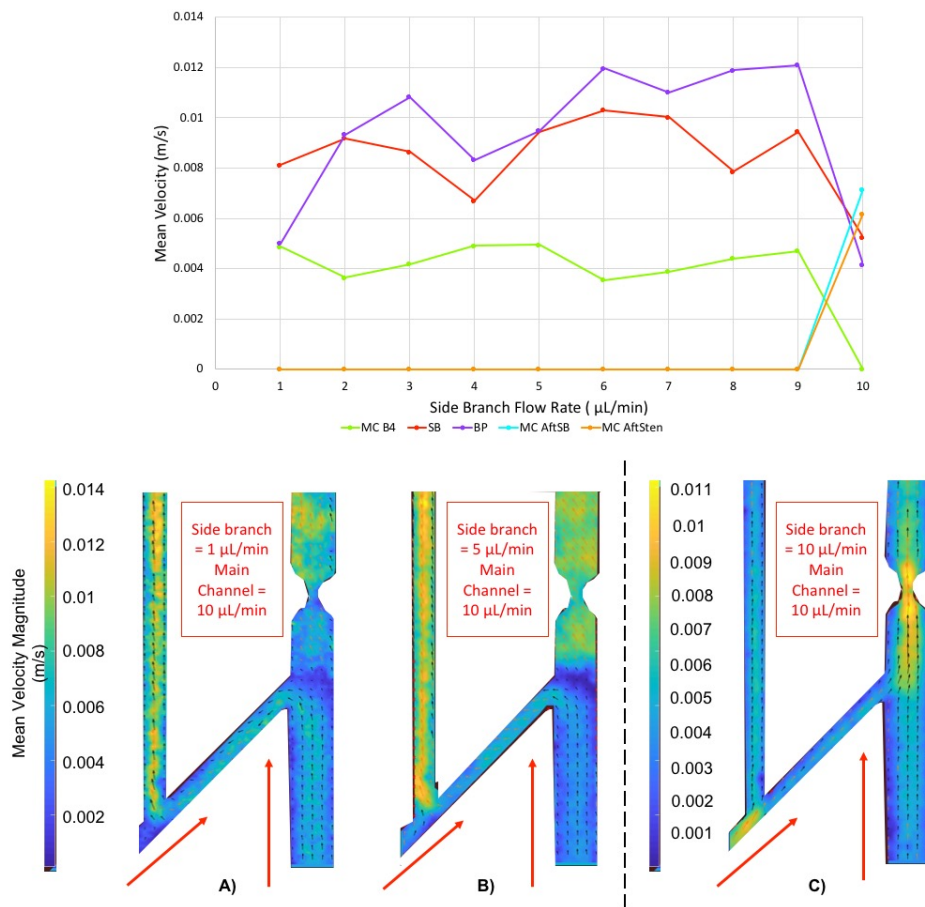 0.014
0.012
0.01
0.008
0.006
0.004
0.002
0
Mean Velocity (m/s)
0 1 2 3 4 5 6 7 8 9 10
Side Branch Flow Rate ( µL/min)
MC B4 SB BP MC AftSB MC AftSten
Mean Velocity Magnitude
(m/s)
0.014
0.012
0.01
0.008
0.006
0.004
0.002
Side branch
= 1 µL/min
Main
Channel =
10 µL/min
A)
Side branch
= 5 µL/min
Main
Channel =
10 µL/min
B)
0.011
0.01
0.009
0.008
0.007
0.006
0.005
0.004
0.003
0.002
0.001
Side branch
= 10 µL/min
Main
Channel =
10 µL/min
C)